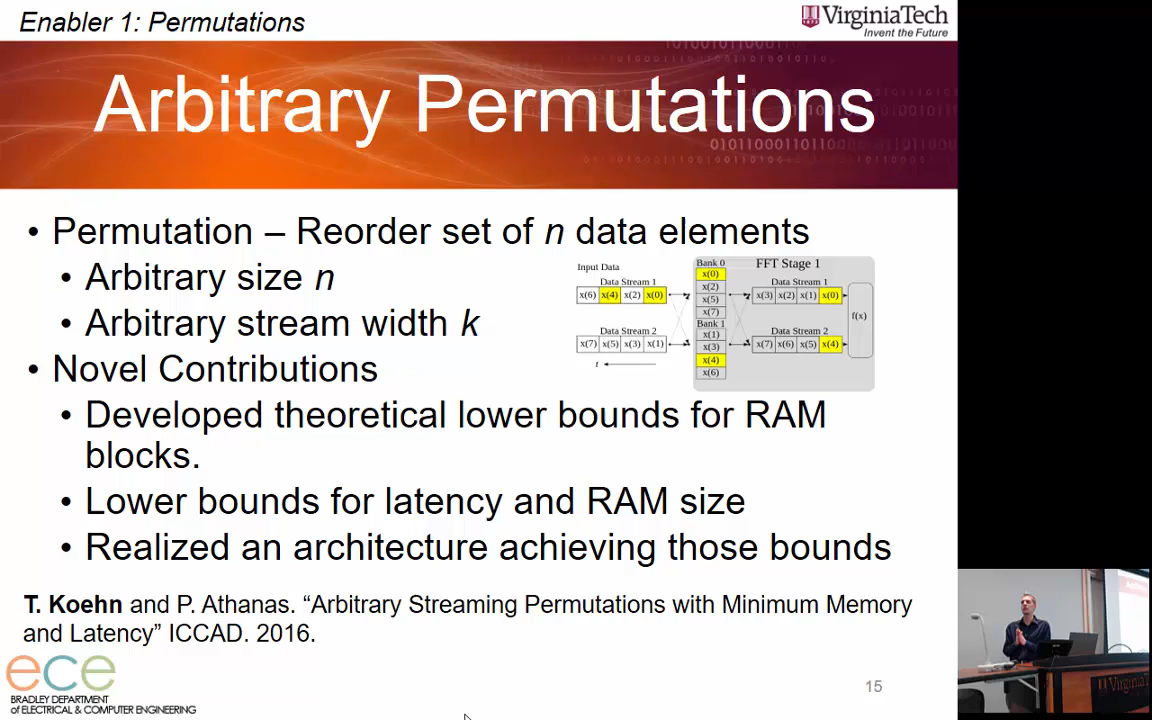 Enabler 1: Permutations
VirginiaTech
Invent the Future
Arbitrary Permutations
• Permutation – Reorder set of n data elements
• Arbitrary size n
• Arbitrary stream width k
• Novel Contributions
• Developed theoretical lower bounds for RAM
blocks.
• Lower bounds for latency and RAM size
• Realized an architecture achieving those bounds
Input Data
Data Stream 1
x(6) x(4) x(2) x(0)
Data Stream 2
x(7) x(5) x(3) x(1)
t
Bank 0
x(0)
x(2)
x(5)
x(7)
Bank 1
x(1)
x(3)
x(4)
x(6)
FFT Stage 1
Data Stream 1
x(3) x(2) x(1) x(0)
Data Stream 2
x(7) x(6) x(5) x(4)
f(x)
T. Koehn and P. Athanas. “Arbitrary Streaming Permutations with Minimum Memory
and Latency” ICCAD. 2016.
ece
BRADLEY DEPARTMENT
OF ELECTRICAL & COMPUTER ENGINEERING
15